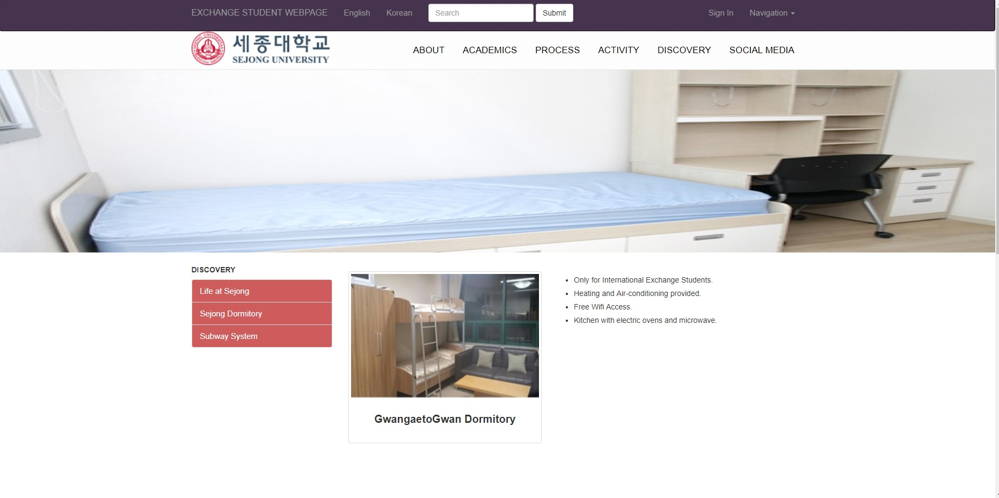 EXCHANGE STUDENT WEBPAGE English Korean Search Submit Sign In Navigation
세종대학교
SEJONG UNIVERSITY
ABOUT ACADEMICS PROCESS ACTIVITY DISCOVERY SOCIAL MEDIA
DISCOVERY
Life at Sejong
Sejong Dormitory
Subway System
GwangaetoGwan Dormitory
Only for International Exchange Students.
Heating and Air-conditioning provided.
Free Wifi Access.
Kitchen with electric ovens and microwave.